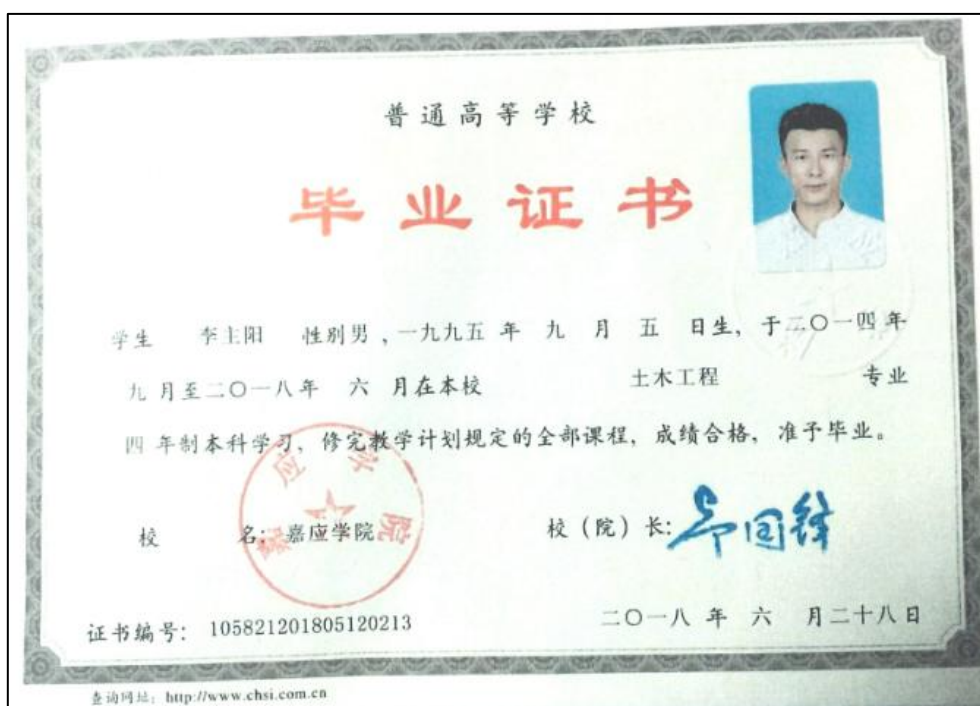 普通高等学校
毕业证书
学生 李主阳 性别男,一九九五年 九 月 五 日生,于二〇一四年
九月至二〇一八年 六 月在本校 土木工程 专业
四年制本科学习,修完教学计划规定的全部课程,成绩合格,准予毕业。
校 名:嘉应学院 校(院)长:
嘉应学院
证书编号:105821201805120213 二〇一八年 六 月二十八日
查询网址:http://www.chsi.com.cn